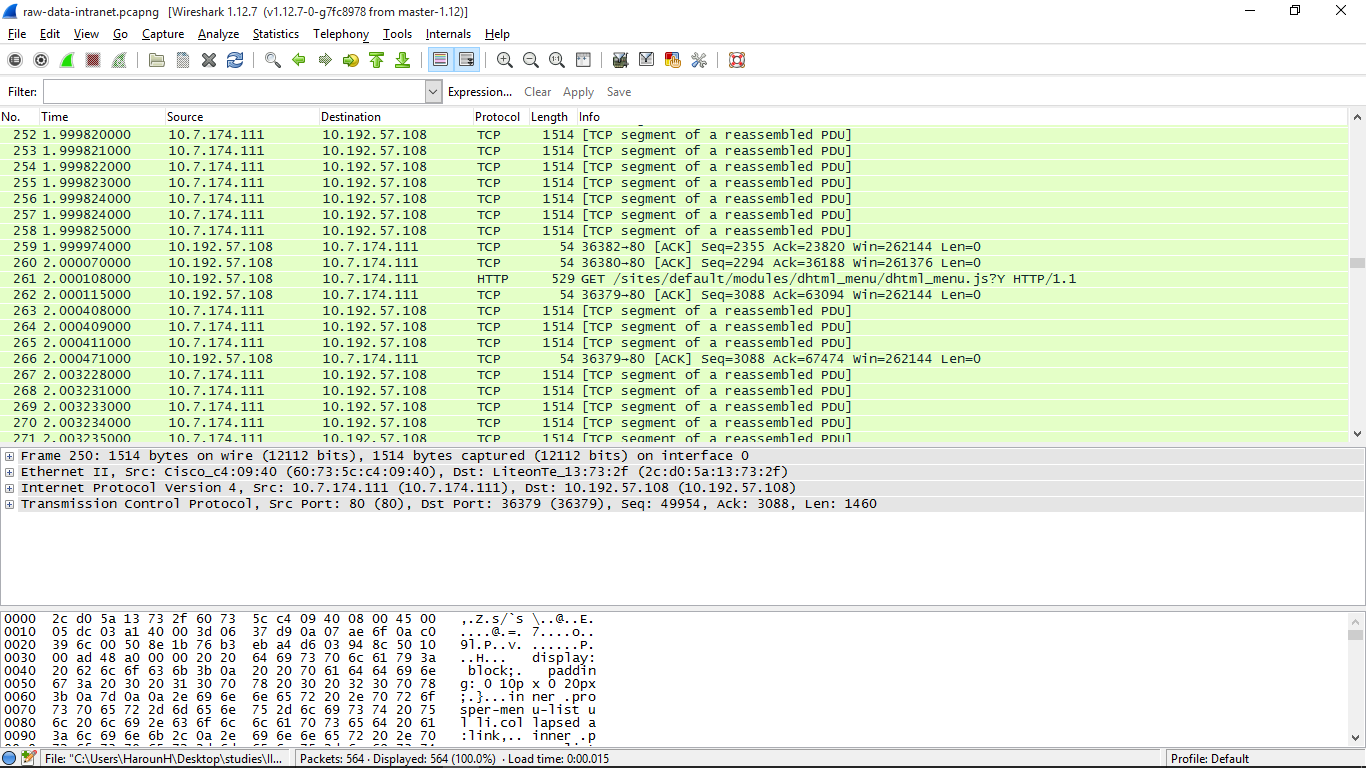 raw-data-intranet.pcapng [Wireshark 1.12.7 (v1.12.7-0-g7fc8978 from master-1.12)]
File Edit View Go Capture Analyze Statistics Telephony Tools Internals Help
Filter: Expression... Clear Apply Save
No. Time Source Destination Protocol Length Info
252 1.999820000 10.7.174.111 10.192.57.108 TCP 1514 [TCP segment of a reassembled PDU]
253 1.999821000 10.7.174.111 10.192.57.108 TCP 1514 [TCP segment of a reassembled PDU]
254 1.999822000 10.7.174.111 10.192.57.108 TCP 1514 [TCP segment of a reassembled PDU]
255 1.999823000 10.7.174.111 10.192.57.108 TCP 1514 [TCP segment of a reassembled PDU]
256 1.999824000 10.7.174.111 10.192.57.108 TCP 1514 [TCP segment of a reassembled PDU]
257 1.999824000 10.7.174.111 10.192.57.108 TCP 1514 [TCP segment of a reassembled PDU]
258 1.999825000 10.7.174.111 10.192.57.108 TCP 1514 [TCP segment of a reassembled PDU]
259 1.999974000 10.192.57.108 10.7.174.111 TCP 54 36382→80 [ACK] Seq=2355 Ack=23820 Win=262144 Len=0
260 2.000070000 10.192.57.108 10.7.174.111 TCP 54 36380→80 [ACK] Seq=2294 Ack=36188 Win=261376 Len=0
261 2.000108000 10.192.57.108 10.7.174.111 HTTP 529 GET /sites/default/modules/dhtml_menu/dhtml_menu.js?Y HTTP/1.1
262 2.000115000 10.192.57.108 10.7.174.111 TCP 54 36379→80 [ACK] Seq=3088 Ack=63094 Win=262144 Len=0
263 2.000408000 10.7.174.111 10.192.57.108 TCP 1514 [TCP segment of a reassembled PDU]
264 2.000409000 10.7.174.111 10.192.57.108 TCP 1514 [TCP segment of a reassembled PDU]
265 2.000411000 10.7.174.111 10.192.57.108 TCP 1514 [TCP segment of a reassembled PDU]
266 2.000471000 10.192.57.108 10.7.174.111 TCP 54 36379→80 [ACK] Seq=3088 Ack=67474 Win=262144 Len=0
267 2.003228000 10.7.174.111 10.192.57.108 TCP 1514 [TCP segment of a reassembled PDU]
268 2.003231000 10.7.174.111 10.192.57.108 TCP 1514 [TCP segment of a reassembled PDU]
269 2.003233000 10.7.174.111 10.192.57.108 TCP 1514 [TCP segment of a reassembled PDU]
270 2.003234000 10.7.174.111 10.192.57.108 TCP 1514 [TCP segment of a reassembled PDU]
271 2.003235000 10.7.174.111 10.192.57.108 TCP 1514 [TCP segment of a reassembled PDU]
Frame 250: 1514 bytes on wire (12112 bits), 1514 bytes captured (12112 bits) on interface 0
Ethernet II, Src: Cisco_c4:09:40 (60:73:5c:c4:09:40), Dst: LiteonTe_13:73:2f (2c:d0:5a:13:73:2f)
Internet Protocol Version 4, Src: 10.7.174.111 (10.7.174.111), Dst: 10.192.57.108 (10.192.57.108)
Transmission Control Protocol, Src Port: 80 (80), Dst Port: 36379 (36379), Seq: 49954, Ack: 3088, Len: 1460
0000 2c d0 5a 13 73 2f 60 73 5c c4 09 40 08 00 45 00 ,.Z.s/`s \..@..E.
0010 05 dc 03 a1 40 00 3d 06 37 d9 0a 07 ae 6f 0a c0 ....@.=. 7....o..
0020 39 6c 00 50 8e 1b 76 b3 eb a4 d6 03 94 8c 50 10 9l.P..v. ......P.
0030 00 ad 48 a0 00 00 20 20 64 69 73 70 6c 61 79 3a ..H... display:
0040 20 62 6c 6f 63 6b 3b 0a 20 20 70 61 64 64 69 6e block;. paddin
0050 67 3a 20 30 20 31 30 70 78 20 30 20 32 30 70 78 g: 0 10p x 0 20px
0060 3b 0a 7d 0a 0a 2e 69 6e 6e 65 72 20 2e 70 72 6f ;.}...in ner .pro
0070 73 70 65 72 2d 6d 65 6e 75 2d 6c 69 73 74 20 75 sper-men u-list u
0080 6c 20 6c 69 2e 63 6f 6c 6c 61 70 73 65 64 20 61 l li.col lapsed a
0090 3a 6c 69 6e 6b 2c 0a 2e 69 6e 6e 65 72 20 2e 70 :link,.. inner .p
File: "C:\Users\HarounH\Desktop\studies\II... Packets: 564 · Displayed: 564 (100.0%) · Load time: 0:00.015 Profile: Default